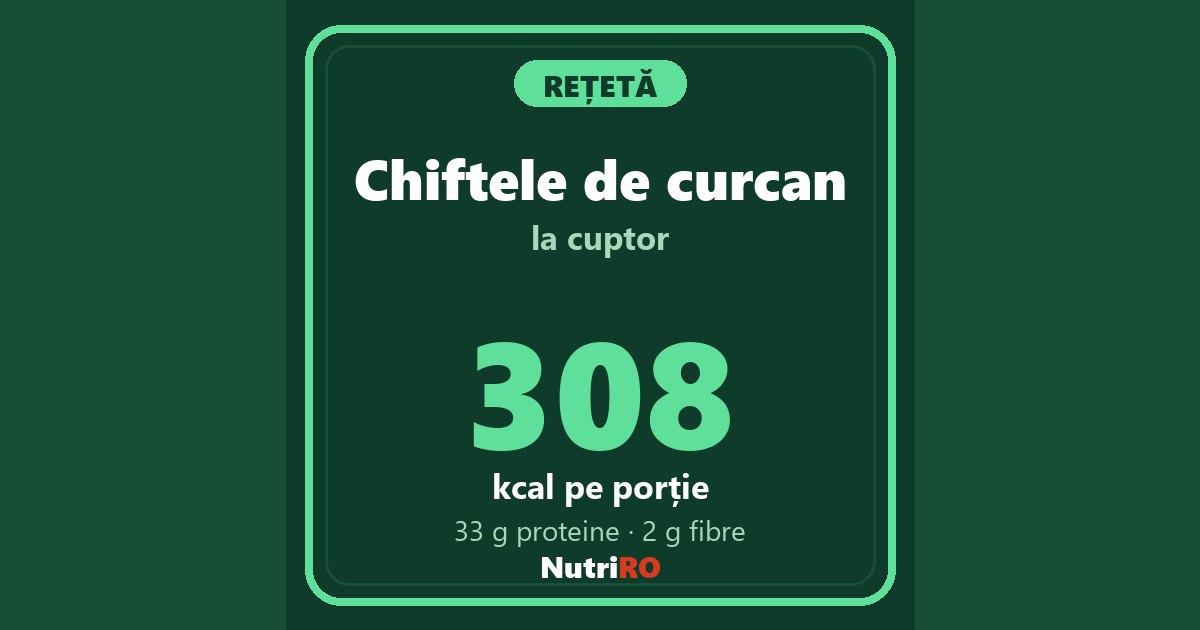 REȚETĂ
Chiftele de curcan
la cuptor
308
kcal pe porție
33 g proteine · 2 g fibre
NutriRO